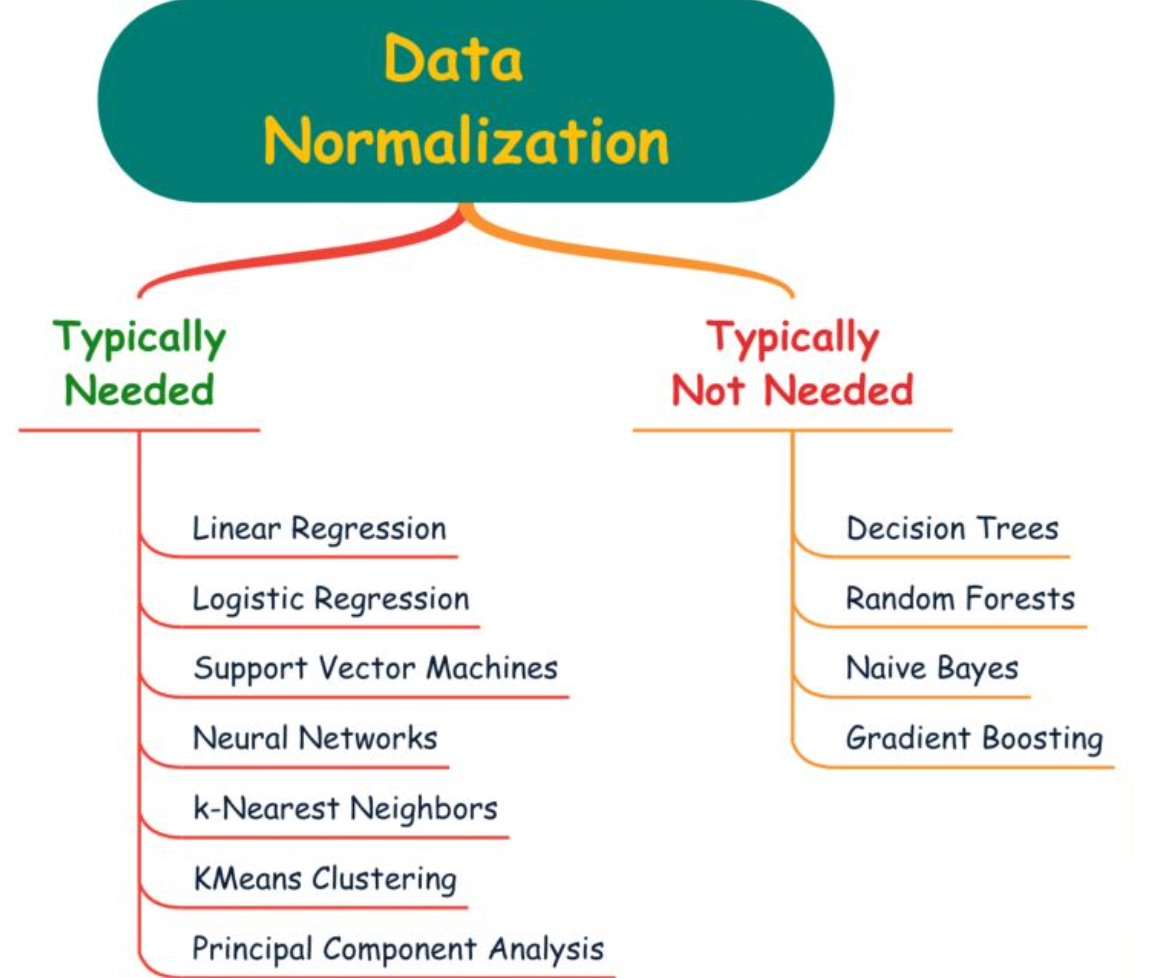 Data
Normalization
Typically
Needed
Linear Regression
Logistic Regression
Support Vector Machines
Neural Networks
k-Nearest Neighbors
KMeans Clustering
Principal Component Analysis
Typically
Not Needed
Decision Trees
Random Forests
Naive Bayes
Gradient Boosting